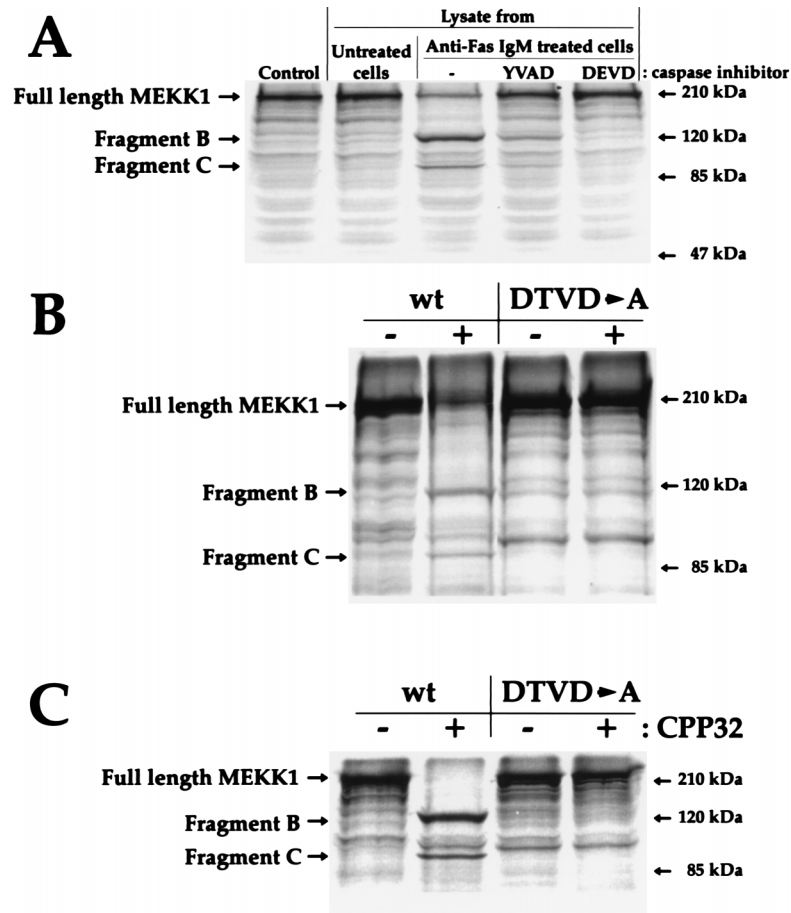 A
Lysate from
Untreated cells
Anti-Fas IgM treated cells
Control
-
YVAD
DEVD
: caspase inhibitor
Full length MEKK1
210 kDa
Fragment B
120 kDa
Fragment C
85 kDa
47 kDa
B
wt
DTVD►A
-
+
-
+
Full length MEKK1
210 kDa
Fragment B
120 kDa
Fragment C
85 kDa
C
wt
DTVD►A
-
+
-
+
: CPP32
Full length MEKK1
210 kDa
Fragment B
120 kDa
Fragment C
85 kDa